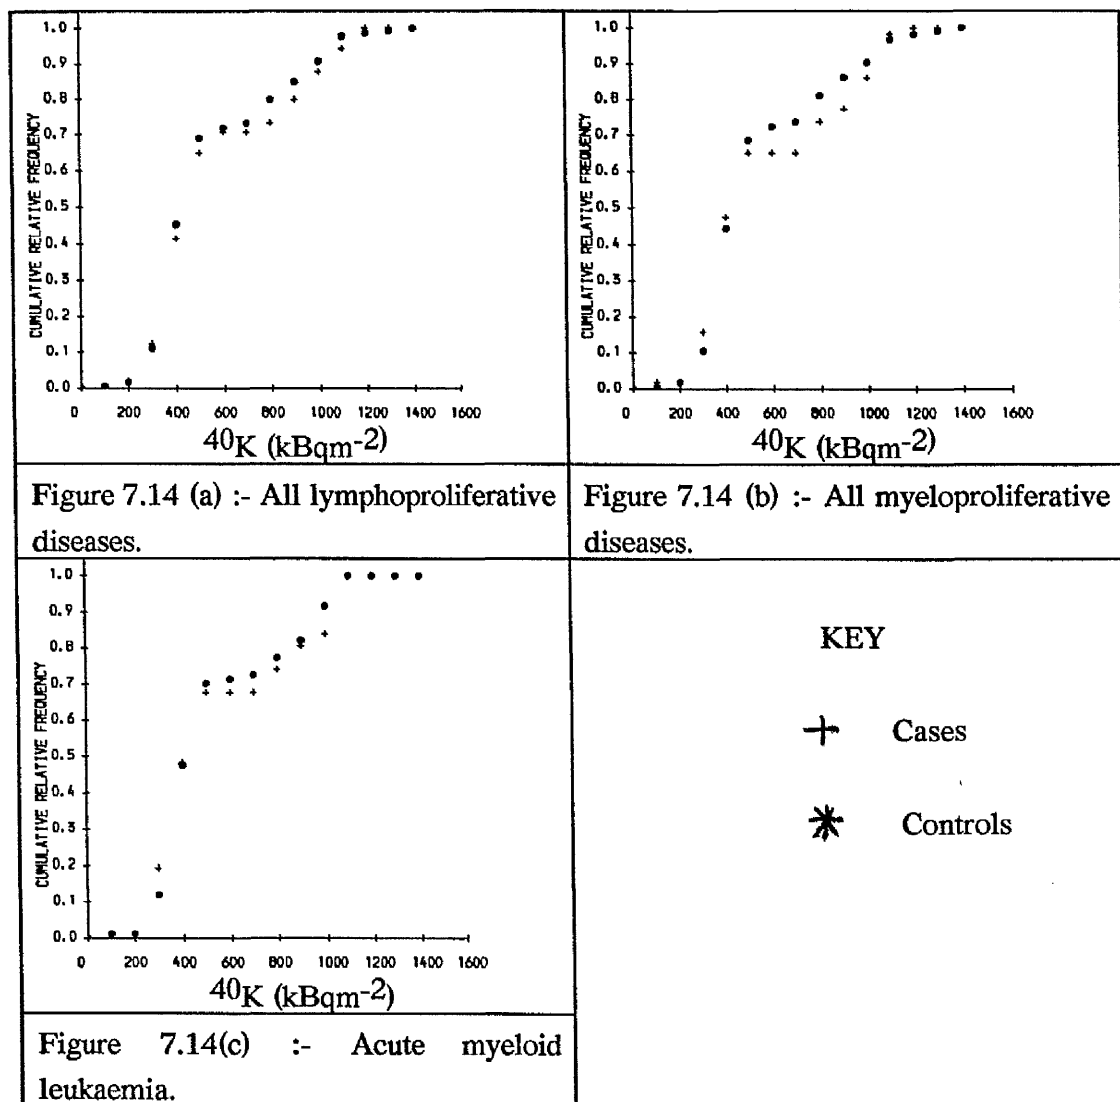 1.0
0.9
0.8
0.7
0.6
0.5
0.4
0.3
0.2
0.1
0.0
CUMULATIVE RELATIVE FREQUENCY
0 200 400 600 800 1000 1200 1400 1600
40K (kBqm-2)
Figure 7.14 (a) :- All lymphoproliferative
diseases.
1.0
0.9
0.8
0.7
0.6
0.5
0.4
0.3
0.2
0.1
0.0
CUMULATIVE RELATIVE FREQUENCY
0 200 400 600 800 1000 1200 1400 1600
40K (kBqm-2)
Figure 7.14 (b) :- All myeloproliferative
diseases.
1.0
0.9
0.8
0.7
0.6
0.5
0.4
0.3
0.2
0.1
0.0
CUMULATIVE RELATIVE FREQUENCY
0 200 400 600 800 1000 1200 1400 1600
40K (kBqm-2)
Figure 7.14(c) :- Acute myeloid
leukaemia.
KEY
Cases
Controls